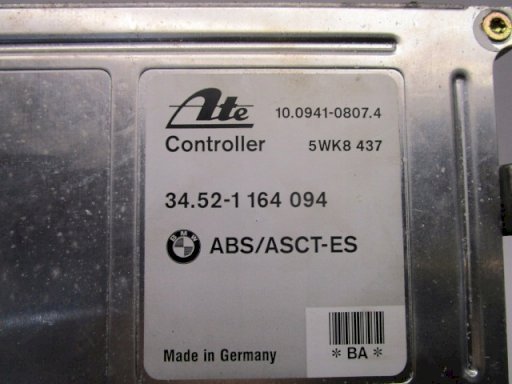 Ate 10.0941-0807.4
Controller 5WK8 437
34.52-1 164 094
BMW ABS/ASCT-ES
Made in Germany * BA *